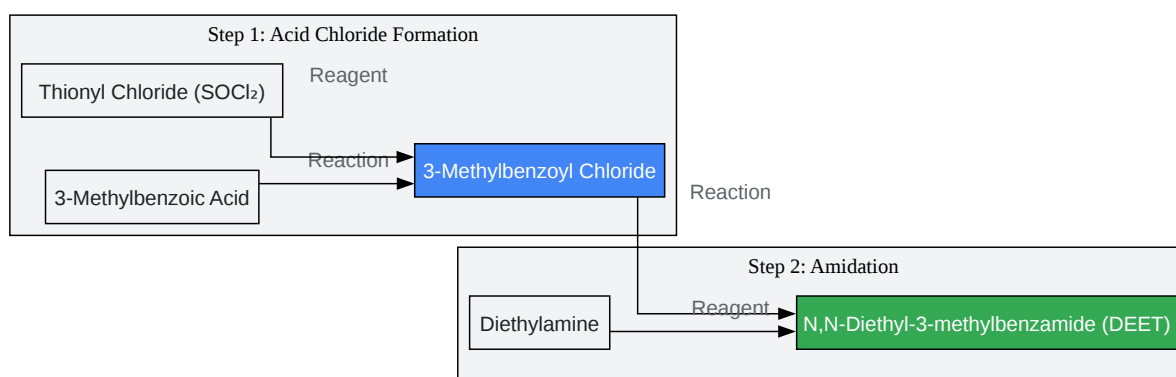 Step 1: Acid Chloride Formation
Reagent
Thionyl Chloride (SOCl₂)
Reaction
3-Methylbenzoyl Chloride
3-Methylbenzoic Acid
Reaction
Step 2: Amidation
Reagent
Diethylamine
N,N-Diethyl-3-methylbenzamide (DEET)